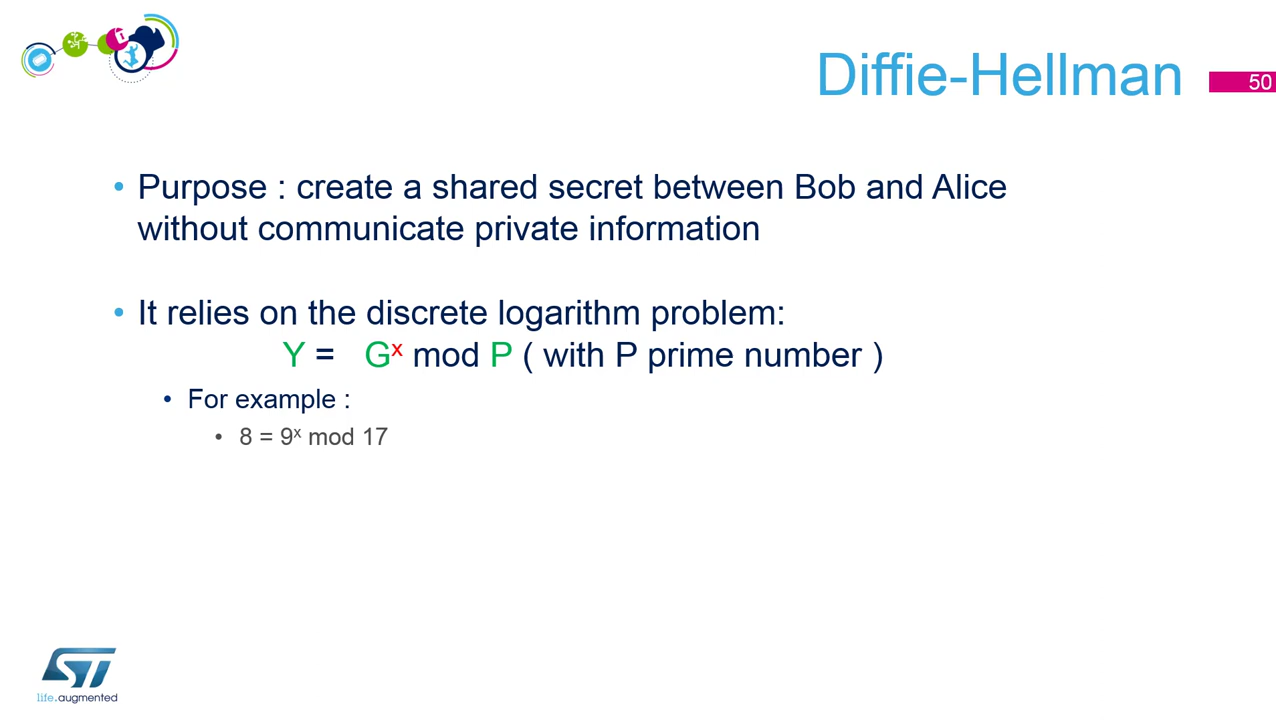 Diffie-Hellman
50
• Purpose : create a shared secret between Bob and Alice
without communicate private information
• It relies on the discrete logarithm problem:
Y = Gˣ mod P ( with P prime number )
• For example :
• 8 = 9ˣ mod 17
ST
life.augmented